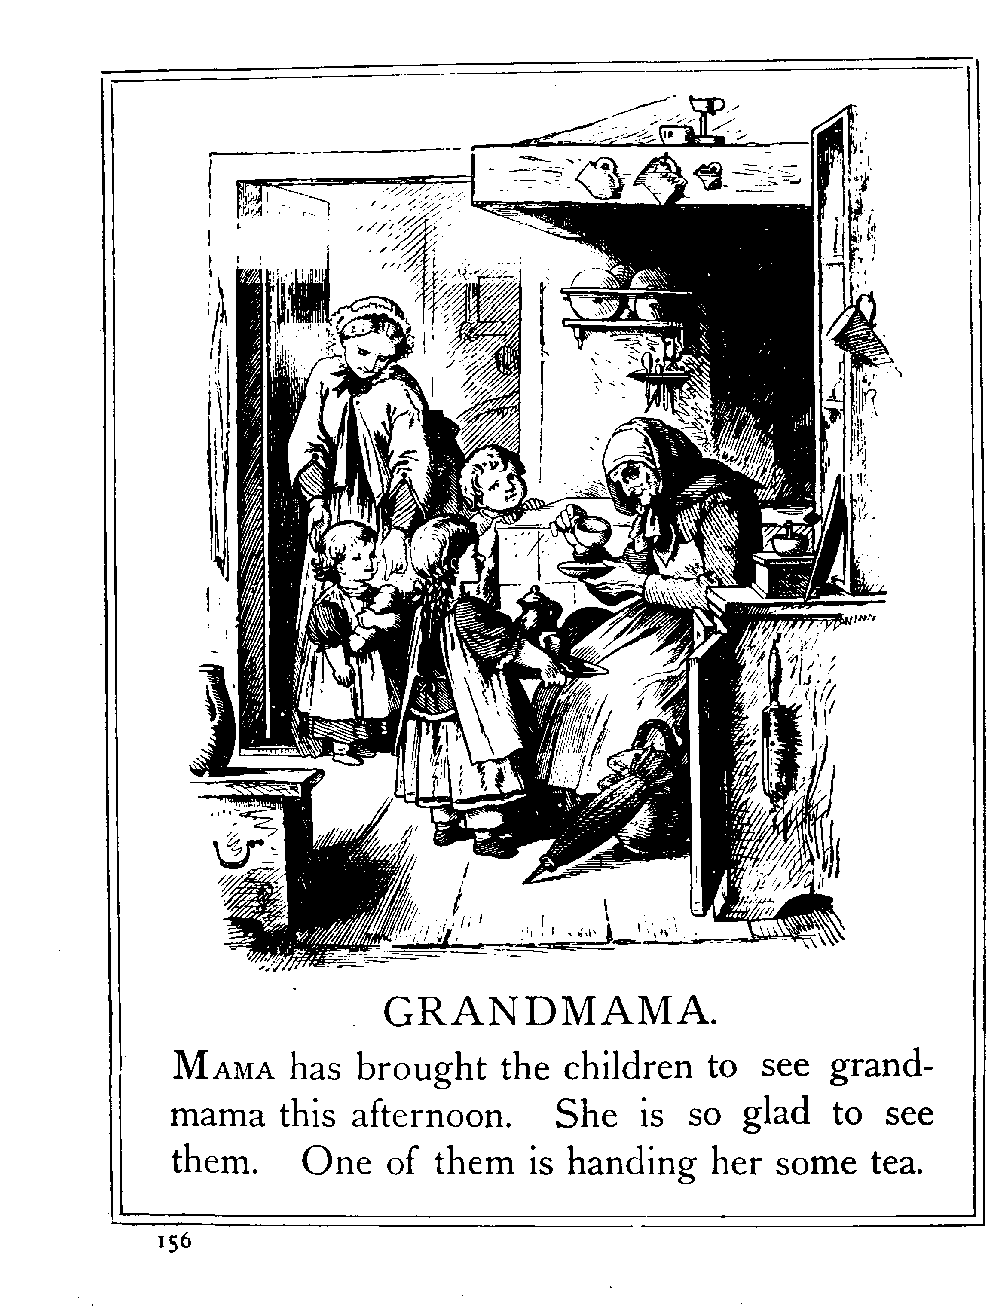 GRANDMAMA.
MAMA has brought the children to see grand-
mama this afternoon. She is so glad to see
them. One of them is handing her some tea.
156